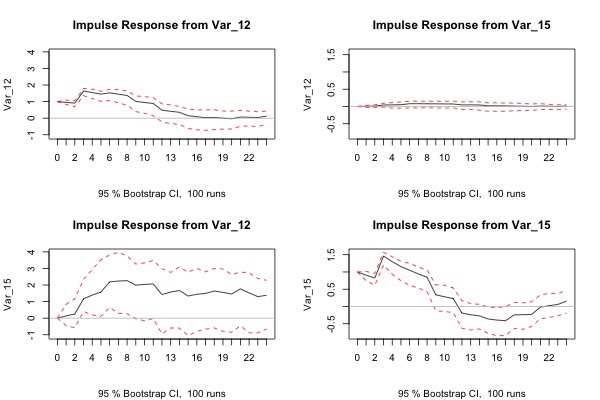 Impulse Response from Var_12
Var_12
4
3
2
1
0
-1
0 2 4 6 8 10 13 16 19 22
95 % Bootstrap CI, 100 runs
Impulse Response from Var_15
Var_12
1.5
0.5
-0.5
0 2 4 6 8 10 13 16 19 22
95 % Bootstrap CI, 100 runs
Impulse Response from Var_12
Var_15
4
3
2
1
0
-1
0 2 4 6 8 10 13 16 19 22
95 % Bootstrap CI, 100 runs
Impulse Response from Var_15
Var_15
1.5
0.5
-0.5
0 2 4 6 8 10 13 16 19 22
95 % Bootstrap CI, 100 runs